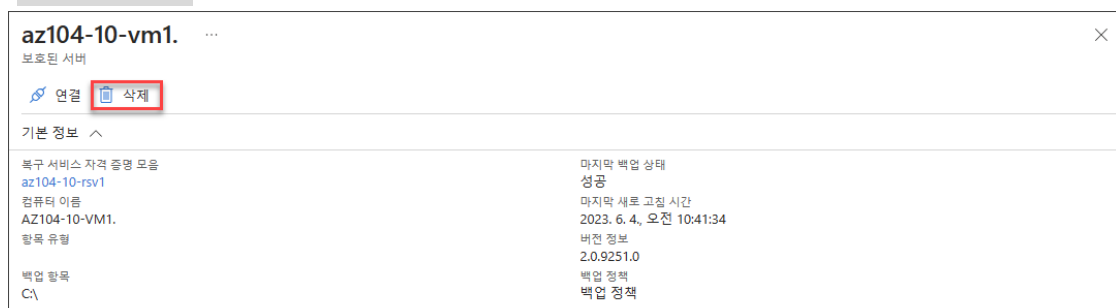 az104-10-vm1. ...
보호된 서버
연결 삭제
기본 정보
복구 서비스 자격 증명 모음
az104-10-rsv1
컴퓨터 이름
AZ104-10-VM1.
항목 유형
백업 항목
C:\
마지막 백업 상태
성공
마지막 새로 고침 시간
2023. 6. 4., 오전 10:41:34
버전 정보
2.0.9251.0
백업 정책
백업 정책